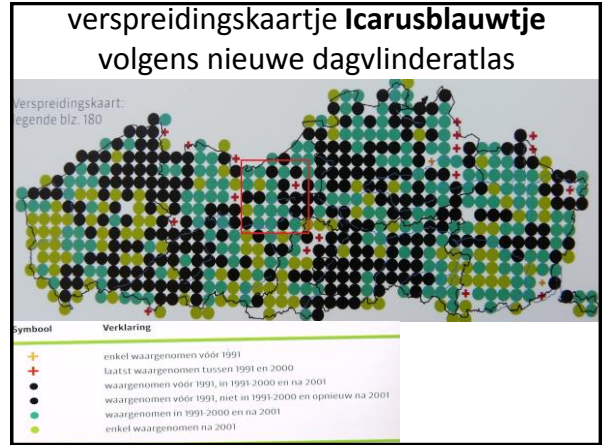 verspreidingskaartje Icarusblauwtje
volgens nieuwe dagvlinderatlas
Verspreidingskaart:
legende blz. 180
Symbool Verklaring
enkel waargenomen vóór 1991
laatst waargenomen tussen 1991 en 2000
waargenomen vóór 1991, in 1991-2000 en na 2001
waargenomen vóór 1991, niet in 1991-2000 en opnieuw na 2001
waargenomen in 1991-2000 en na 2001
enkel waargenomen na 2001